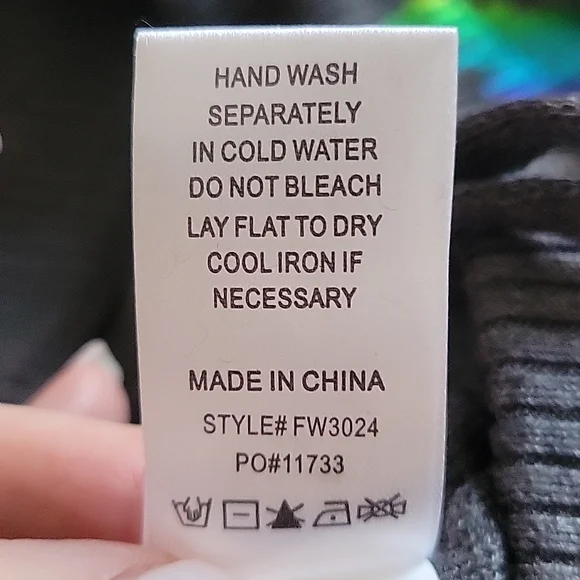 HAND WASH
SEPARATELY
IN COLD WATER
DO NOT BLEACH
LAY FLAT TO DRY
COOL IRON IF
NECESSARY
MADE IN CHINA
STYLE# FW3024
PO#11733